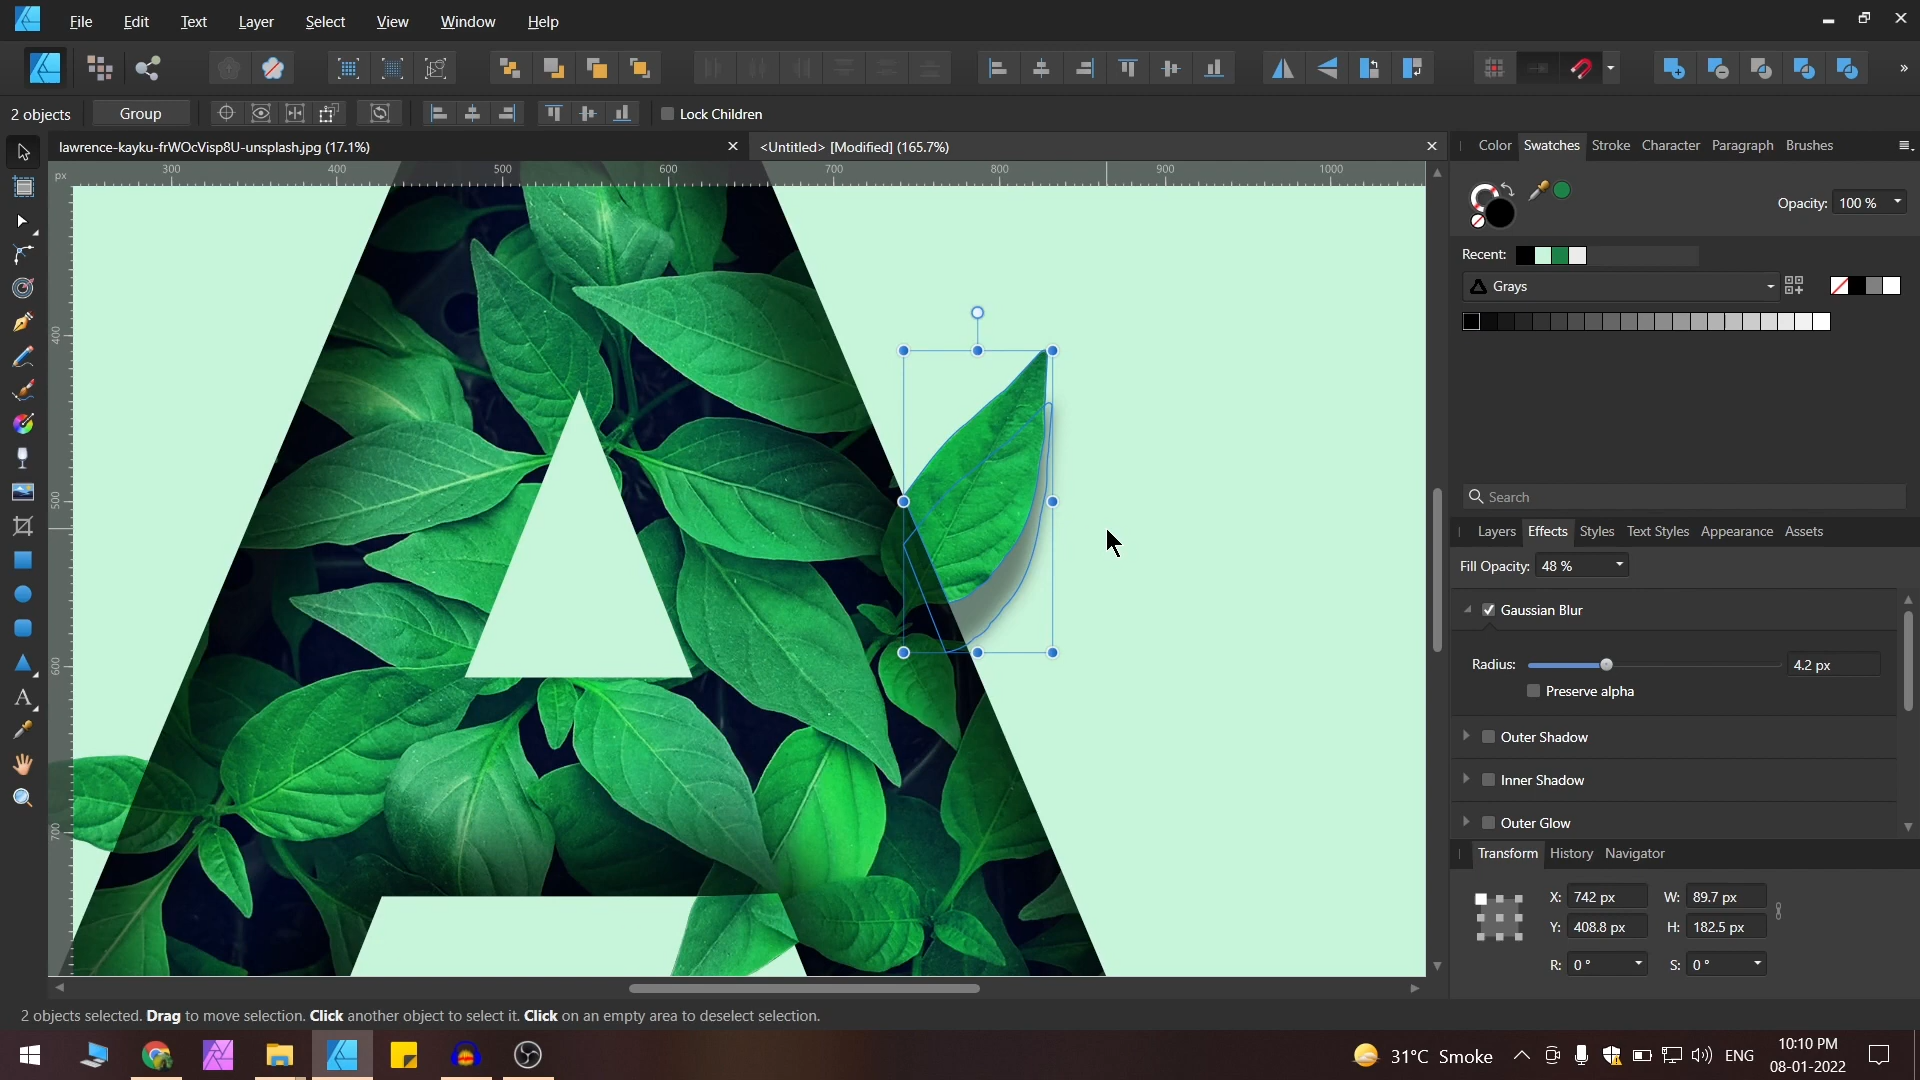 File Edit Text Layer Select View Window Help
2 objects Group Lock Children
lawrence-kayku-frWOcVisp8U-unsplash.jpg (17.1%) <Untitled> [Modified] (165.7%)
Color Swatches Stroke Character Paragraph Brushes
px 300 400 500 600 700 800 900 1000
400
500
600
700
Opacity: 100 %
Recent:
Grays
Search
Layers Effects Styles Text Styles Appearance Assets
Fill Opacity: 48 %
Gaussian Blur
Radius: 4.2 px
Preserve alpha
Outer Shadow
Inner Shadow
Outer Glow
Transform History Navigator
X: 742 px W: 89.7 px
Y: 408.8 px H: 182.5 px
R: 0 ° S: 0 °
2 objects selected. Drag to move selection. Click another object to select it. Click on an empty area to deselect selection.
31°C Smoke ENG 10:10 PM
08-01-2022